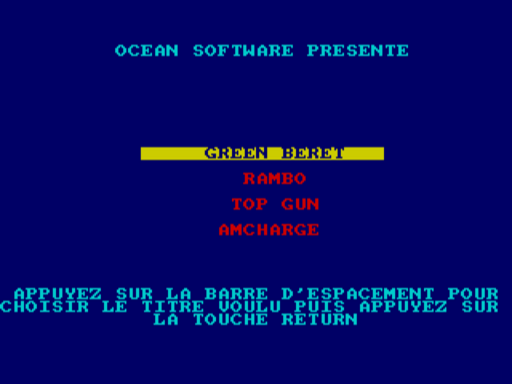 OCEAN SOFTWARE PRESENTE
GREEN BERET
RAMBO
TOP GUN
AMCHARGE
APPUYEZ SUR LA BARRE D'ESPACEMENT POUR
CHOISIR LE TITRE VOULU PUIS APPUYEZ SUR
LA TOUCHE RETURN